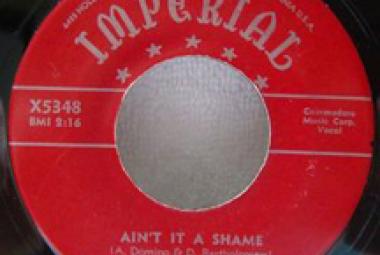 IMPERIAL
X5348
BMI 2:16
Commodore
Music Corp.
Vocal
AIN'T IT A SHAME
(A. Domino & D. Bartholomew)